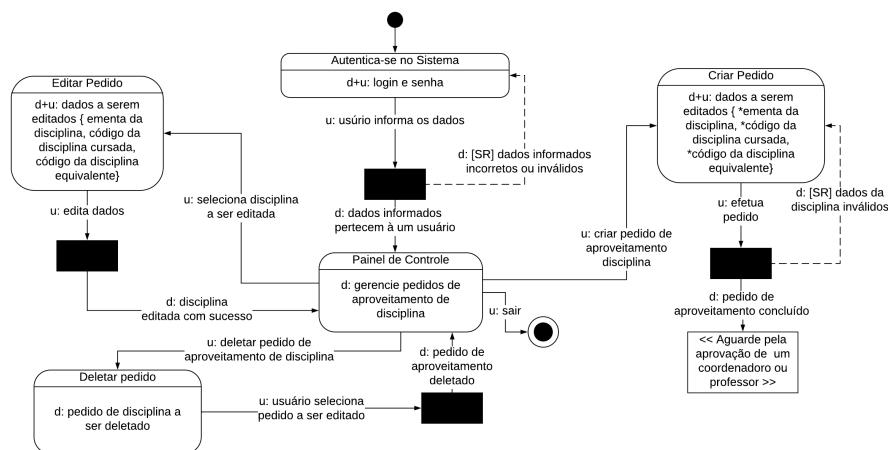 Autentica-se no Sistema
d+u: login e senha
u: usúrio informa os dados
d: [SR] dados informados
incorretos ou inválidos
d: dados informados
pertecem à um usuário
Editar Pedido
d+u: dados a serem
editados { ementa da
disciplina, código da
disciplina cursada,
código da disciplina
equivalente}
u: edita dados
u: seleciona disciplina
a ser editada
d: disciplina
editada com sucesso
Painel de Controle
d: gerencie pedidos de
aproveitamento de
disciplina
u: sair
u: criar pedido de
aproveitamento
disciplina
Criar Pedido
d+u: dados a serem
editados { *ementa da
disciplina, *código da
disciplina cursada,
*código da disciplina
equivalente}
u: efetua
pedido
d: [SR] dados da
disciplina inválidos
d: pedido de
aproveitamento concluído
<< Aguarde pela
aprovação de um
coordenadoro ou
professor >>
u: deletar pedido de
aproveitamento de disciplina
Deletar pedido
d: pedido de disciplina a
ser deletado
u: usuário seleciona
pedido a ser editado
d: pedido de
aproveitamento
deletado